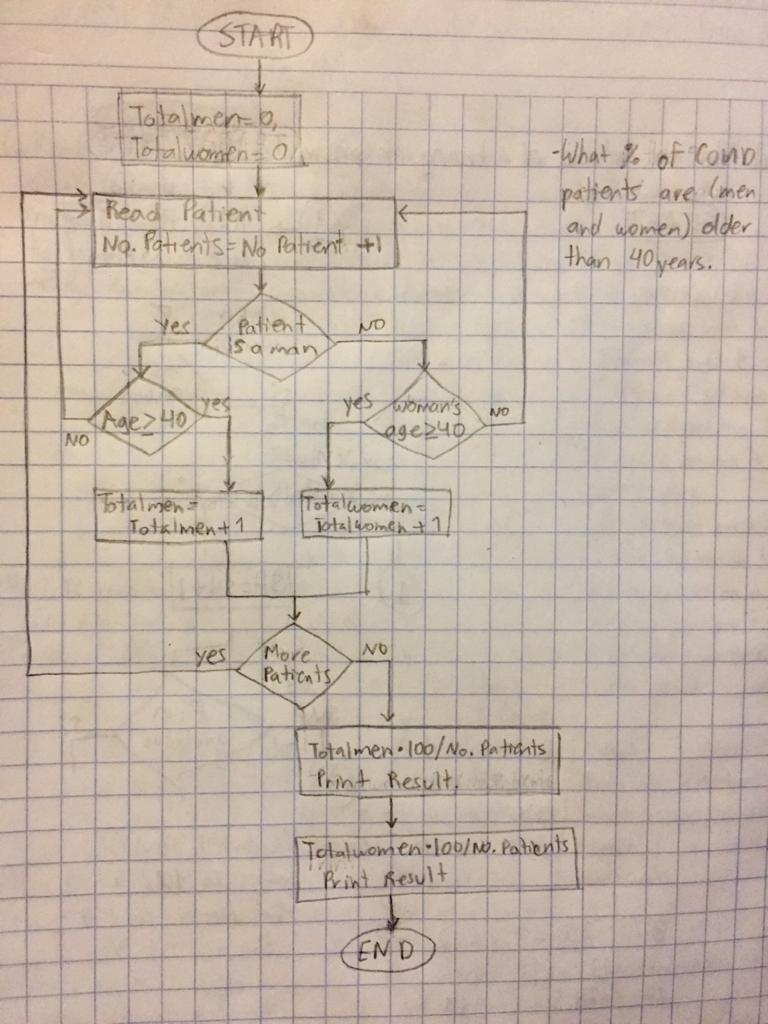 START
Totalmen=0,
Totalwomen=0,
-What % of COVID
patients are (men
and women) older
than 40 years.
Read Patient
No. Patients=No Patient +1
yes
Patient
is a man
NO
Age≥40
yes
NO
yes
woman's
age≥40
NO
Totalmen=
Totalmen+1
Totalwomen=
Totalwomen+1
yes
More
Patients
NO
Totalmen·100/No. Patients
Print Result.
Totalwomen·100/No. Patients
Print Result
END